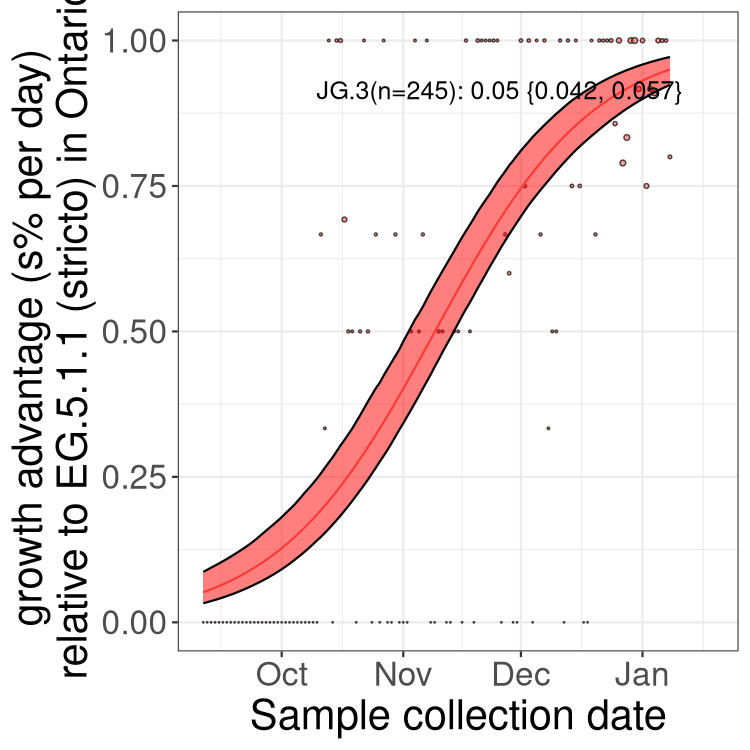 growth advantage (s% per day)
relative to EG.5.1.1 (stricto) in Ontario
1.00
0.75
0.50
0.25
0.00
JG.3(n=245): 0.05 {0.042, 0.057}
Oct Nov Dec Jan
Sample collection date